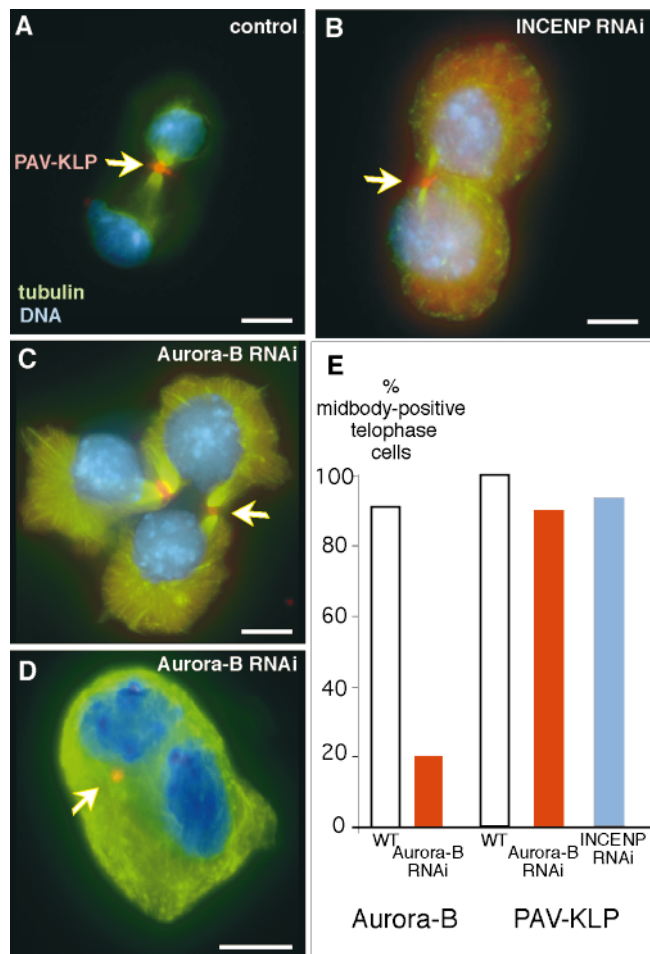 A
control
PAV-KLP
tubulin
DNA
B
INCENP RNAi
C
Aurora-B RNAi
D
Aurora-B RNAi
E
%
midbody-positive
telophase
cells
100
80
60
40
20
0
WT
Aurora-B
RNAi
WT
Aurora-B
RNAi
INCENP
RNAi
Aurora-B
PAV-KLP